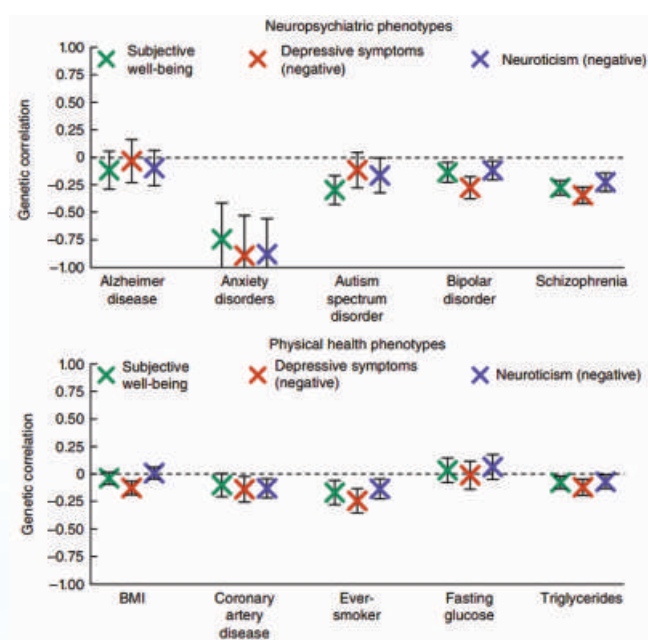 Neuropsychiatric phenotypes
Subjective well-being
Depressive symptoms (negative)
Neuroticism (negative)
Genetic correlation
1.00
0.75
0.50
0.25
0
−0.25
−0.50
−0.75
−1.00
Alzheimer disease
Anxiety disorders
Autism spectrum disorder
Bipolar disorder
Schizophrenia
Physical health phenotypes
Subjective well-being
Depressive symptoms (negative)
Neuroticism (negative)
Genetic correlation
1.00
0.75
0.50
0.25
0
−0.25
−0.50
−0.75
−1.00
BMI
Coronary artery disease
Ever-smoker
Fasting glucose
Triglycerides